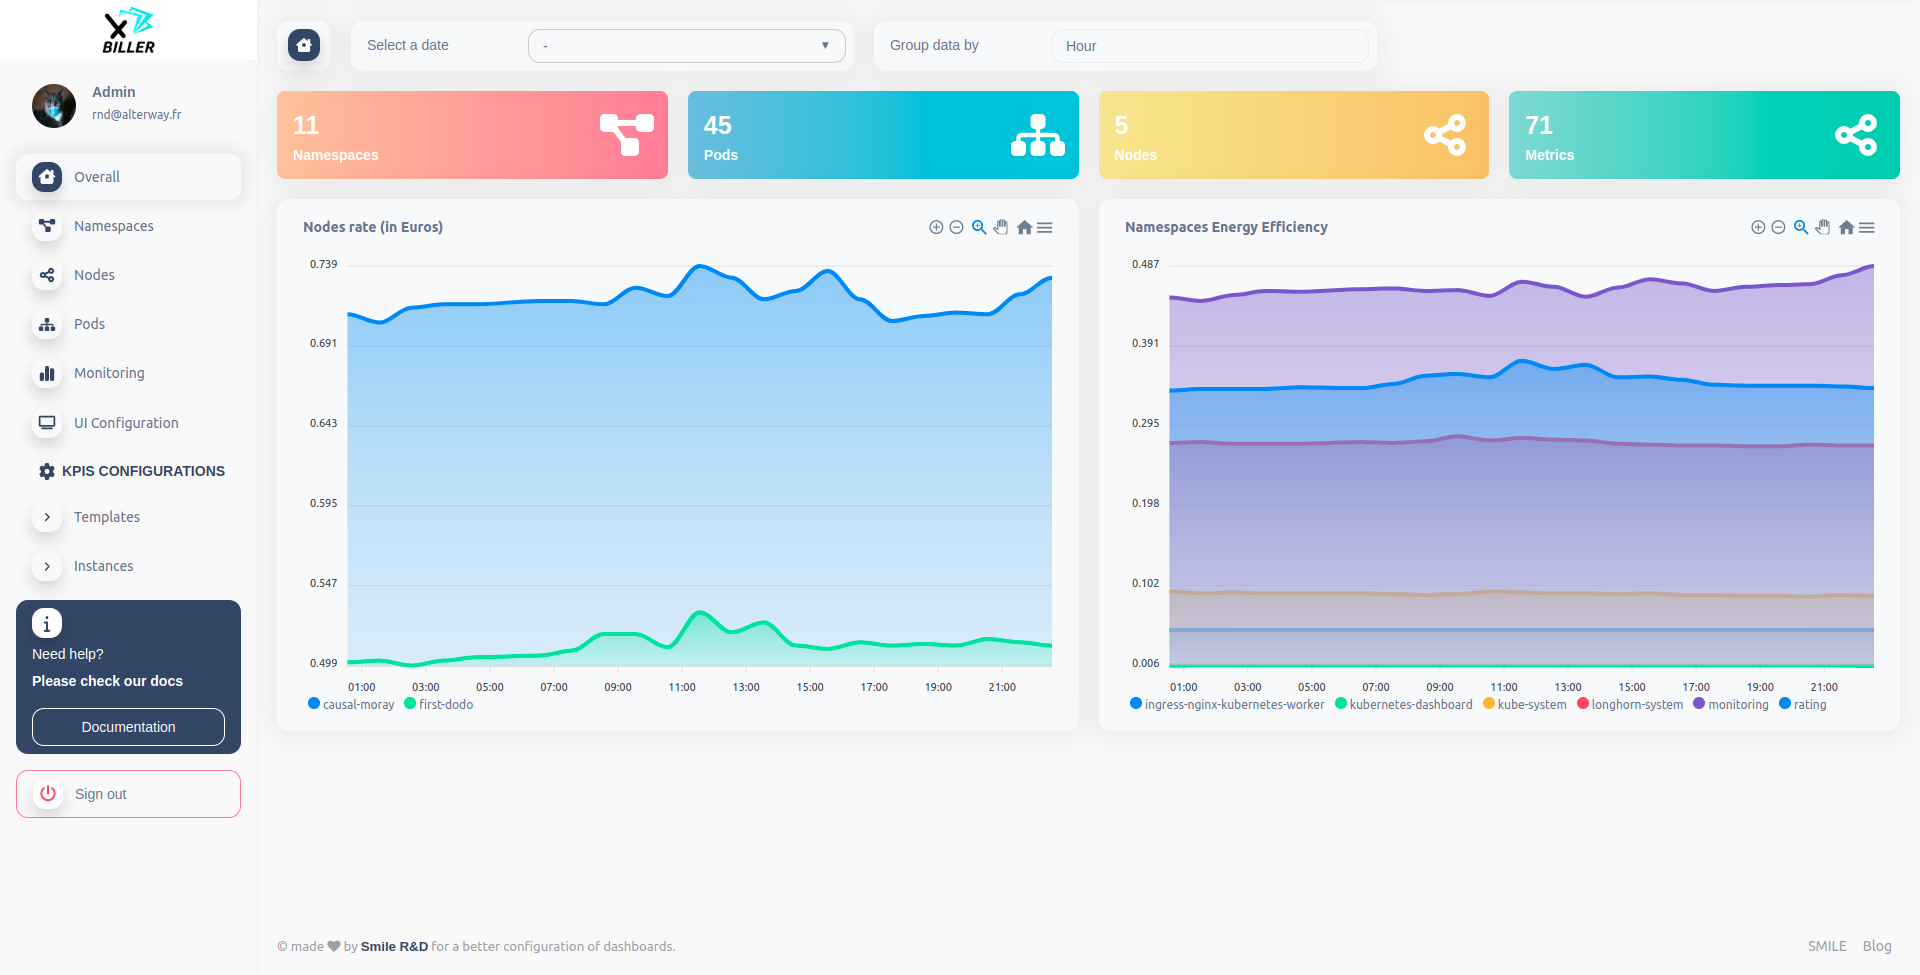 X
BILLER
Admin
rnd@alterway.fr
Overall
Namespaces
Nodes
Pods
Monitoring
UI Configuration
KPIS CONFIGURATIONS
Templates
Instances
i
Need help?
Please check our docs
Documentation
Sign out
Select a date
-
Group data by
Hour
11
Namespaces
45
Pods
5
Nodes
71
Metrics
Nodes rate (in Euros)
0.739
0.691
0.643
0.595
0.547
0.499
01:00 03:00 05:00 07:00 09:00 11:00 13:00 15:00 17:00 19:00 21:00
causal-moray first-dodo
Namespaces Energy Efficiency
0.487
0.391
0.295
0.198
0.102
0.006
01:00 03:00 05:00 07:00 09:00 11:00 13:00 15:00 17:00 19:00 21:00
ingress-nginx-kubernetes-worker kubernetes-dashboard kube-system longhorn-system monitoring rating
© made ♥ by Smile R&D for a better configuration of dashboards.
SMILE Blog